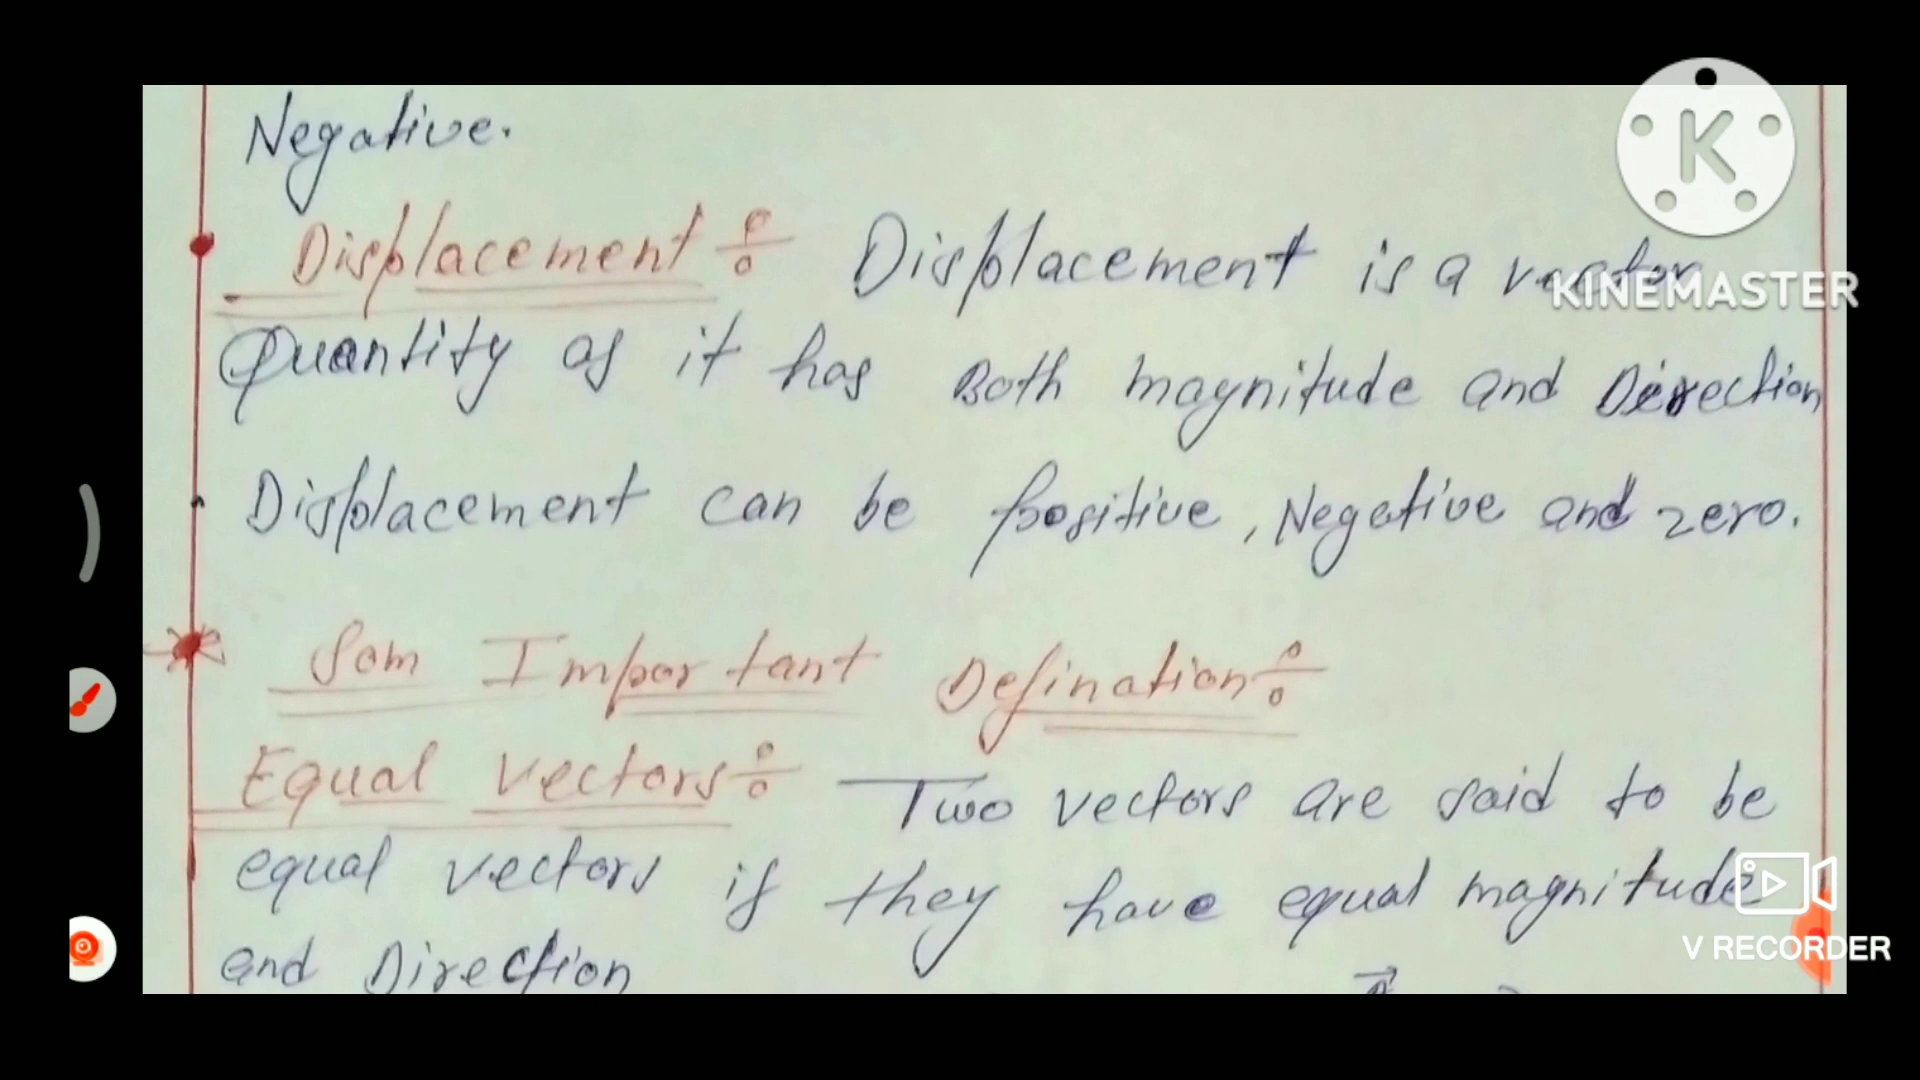 Negative.
Displacement ÷ Displacement is a vector
Quantity as it has Both magnitude and Direction
Displacement can be positive, Negative and zero.
Som Important Defination ÷
Equal vectors ÷ Two vectors are said to be
equal vectors if they have equal magnitude
and Direction
K
KINEMASTER
V RECORDER